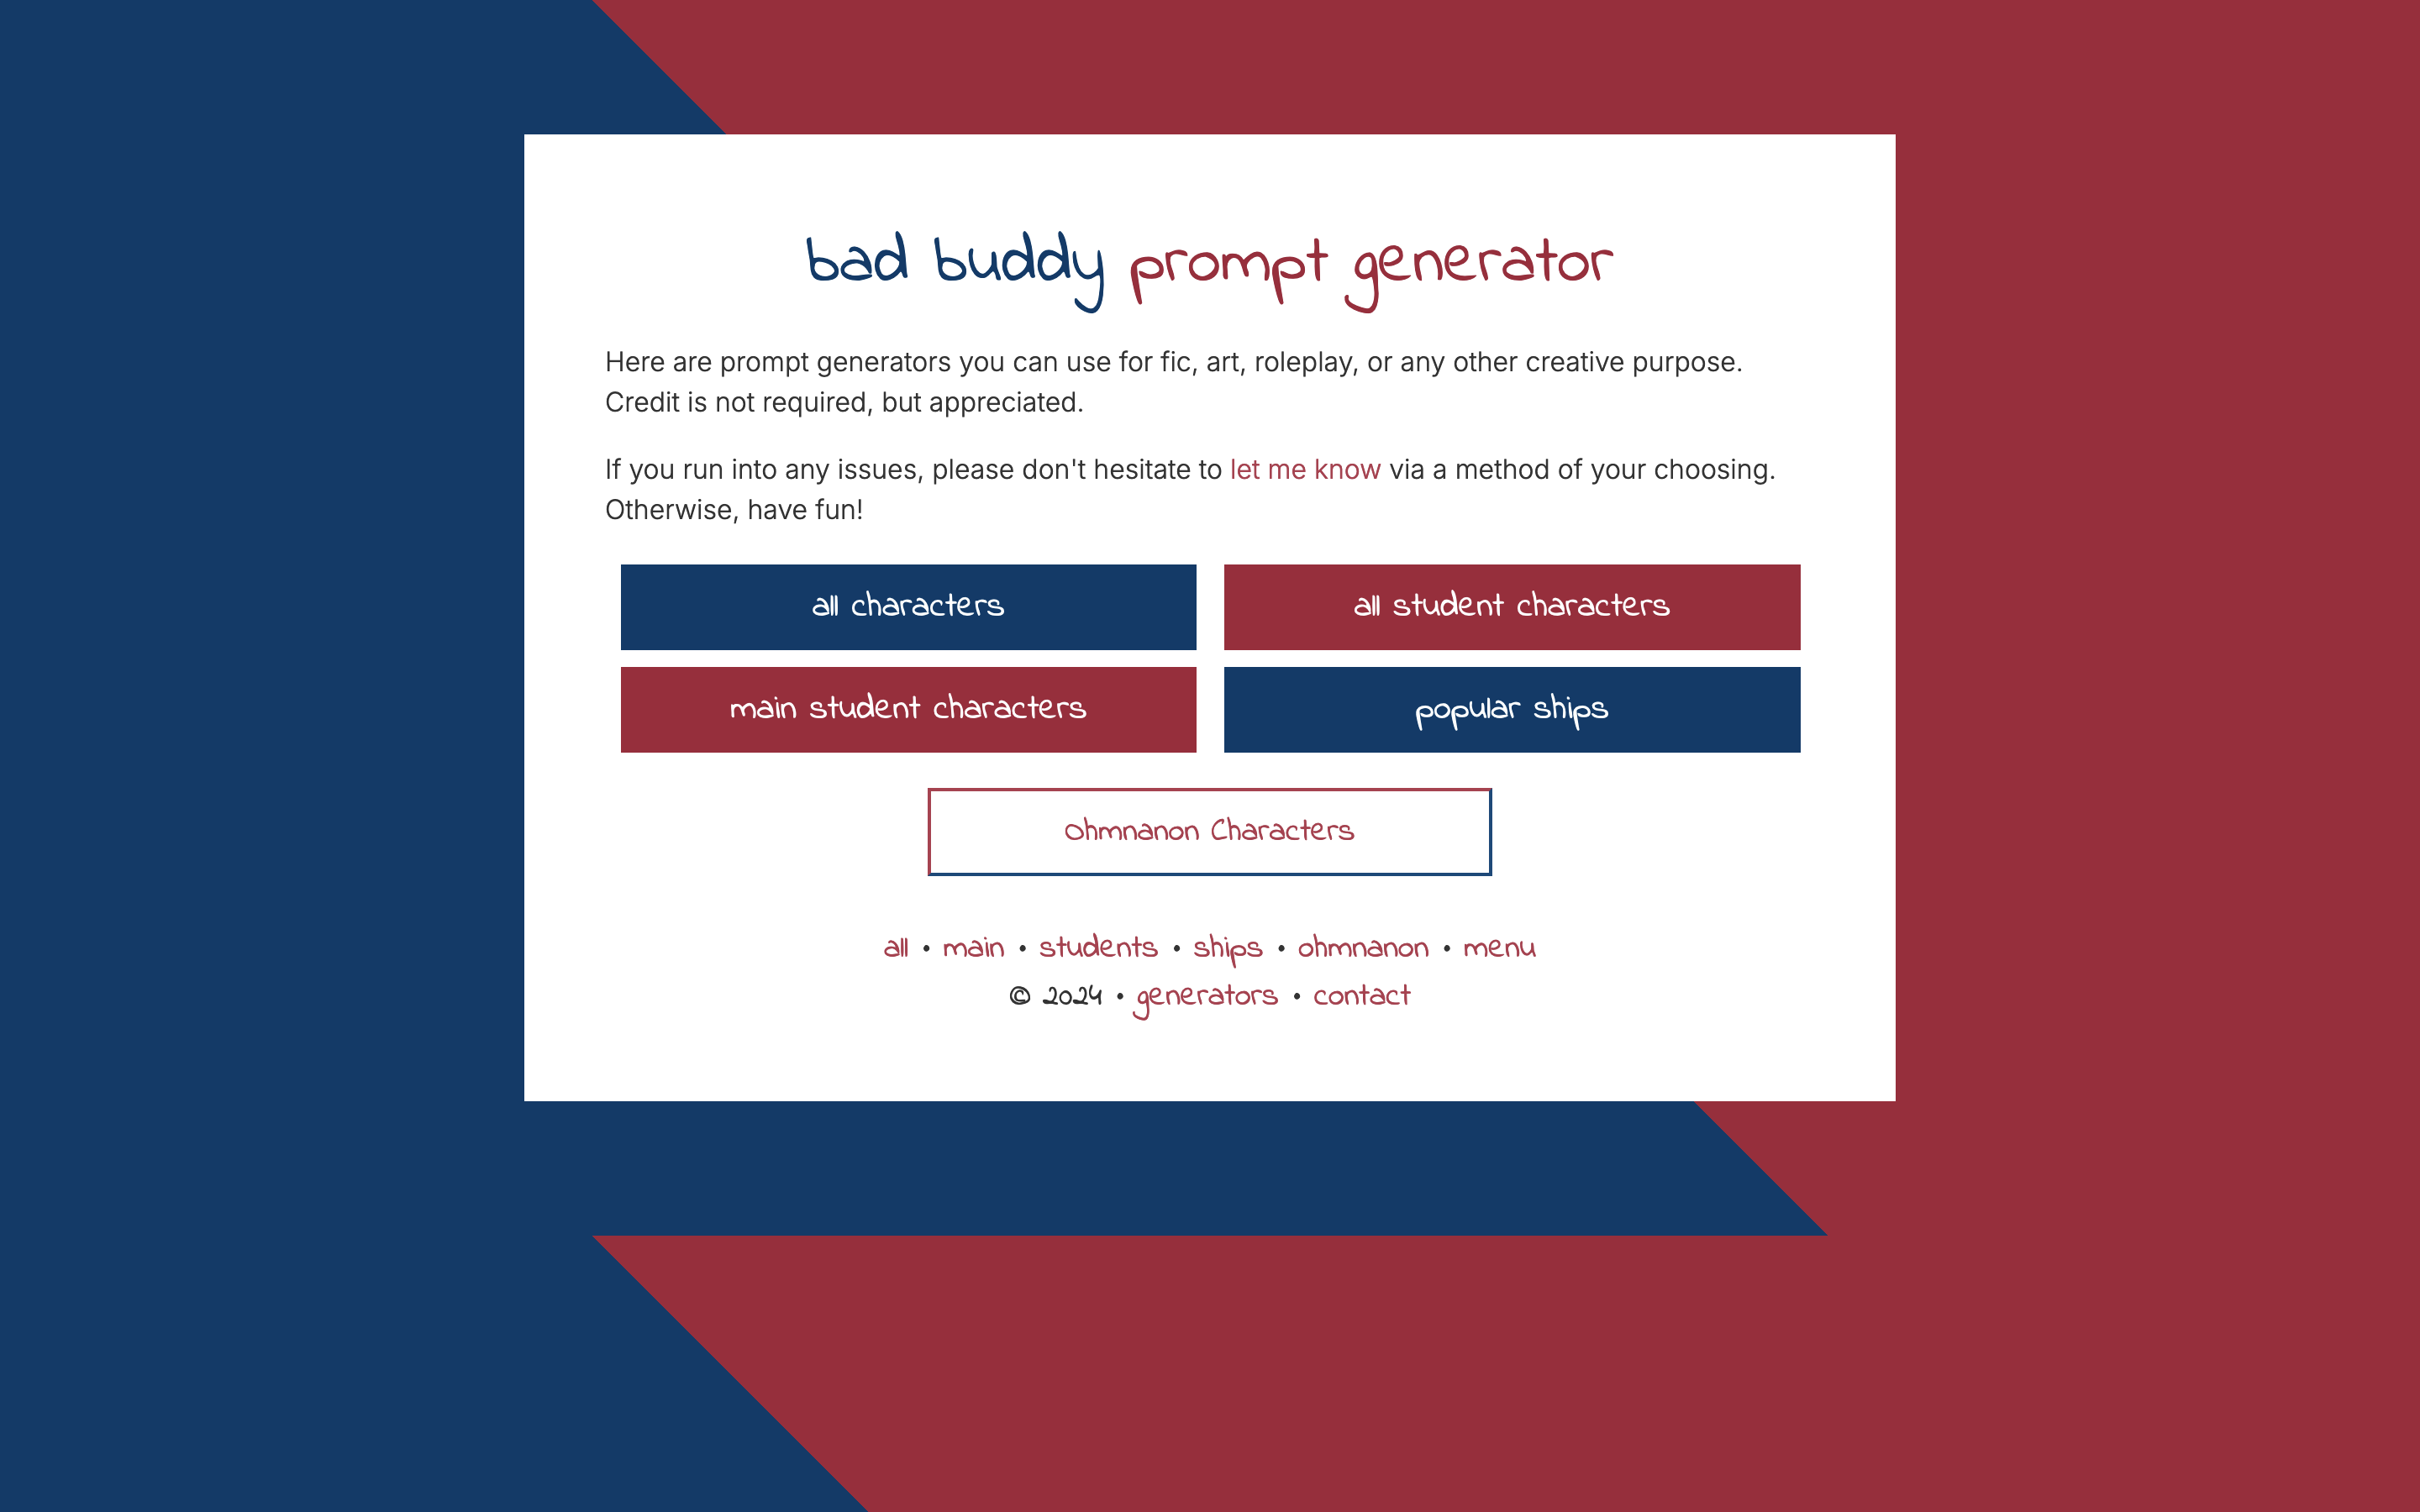 bad buddy prompt generator
Here are prompt generators you can use for fic, art, roleplay, or any other creative purpose.
Credit is not required, but appreciated.
If you run into any issues, please don't hesitate to let me know via a method of your choosing.
Otherwise, have fun!
all characters
all student characters
main student characters
popular ships
Ohmnanon Characters
all • main • students • ships • ohmnanon • menu
© 2024 • generators • contact